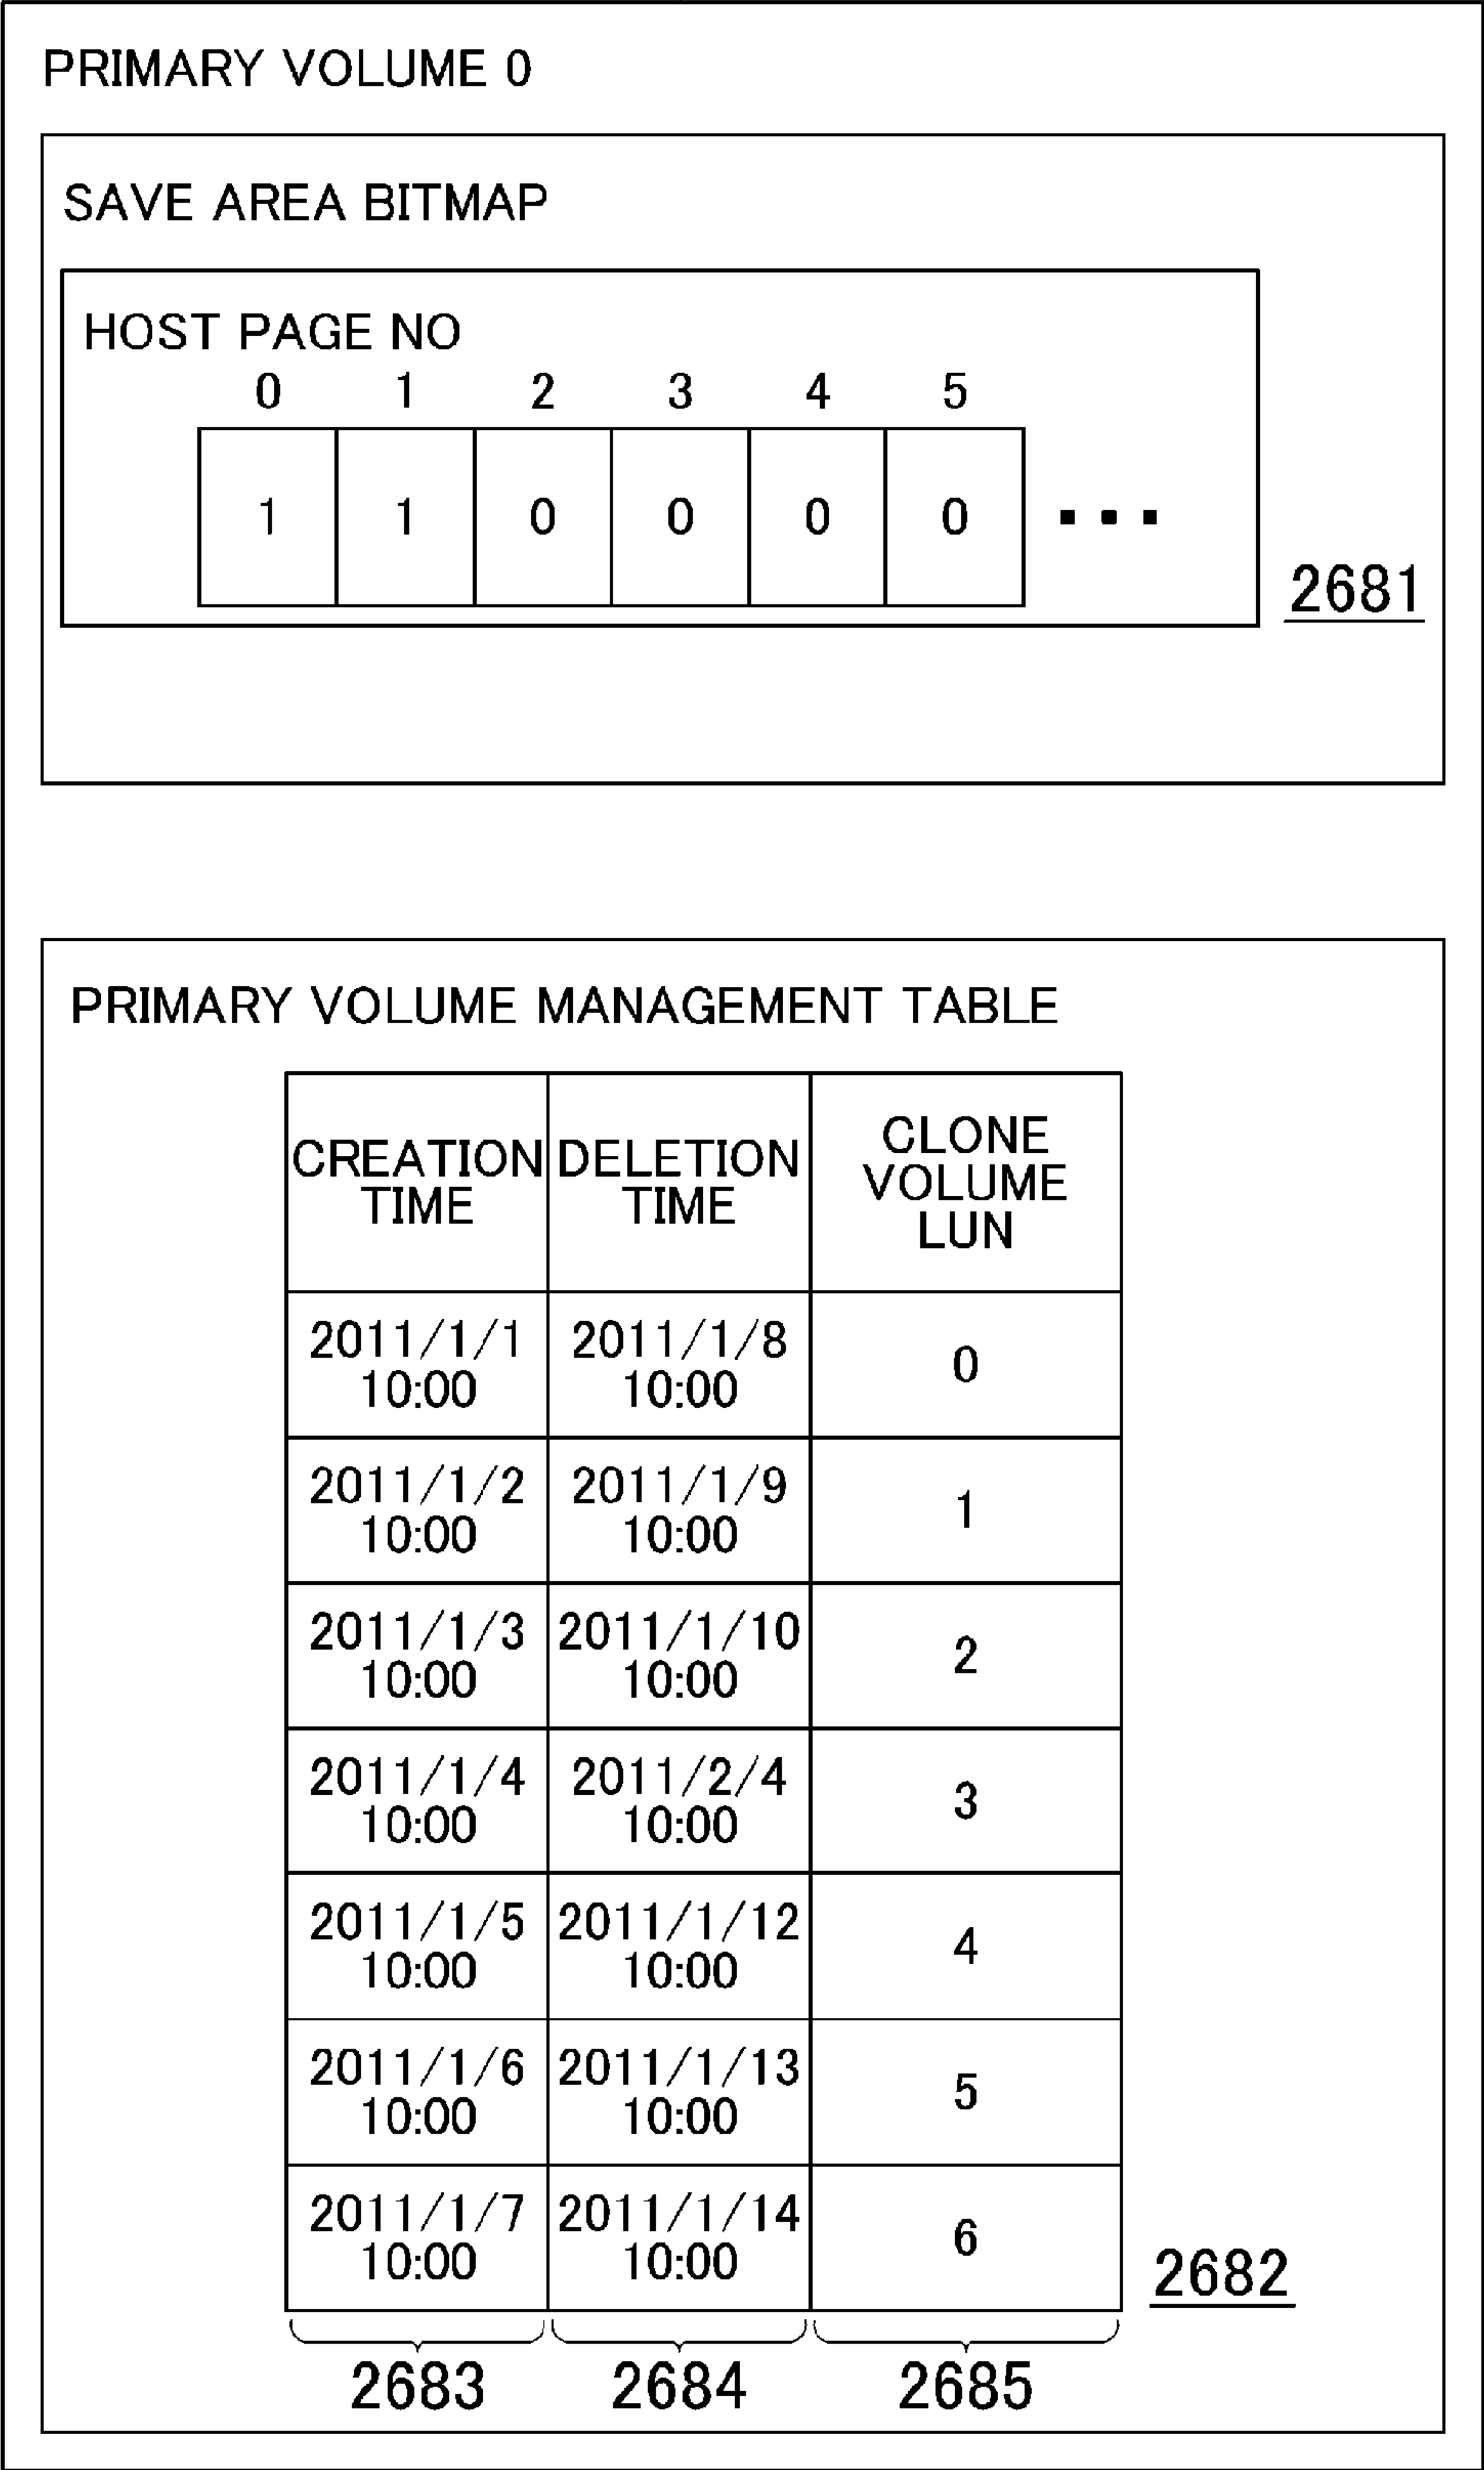 PRIMARY VOLUME 0
SAVE AREA BITMAP
HOST PAGE NO
0 1 2 3 4 5
1 1 0 0 0 0 ...
2681
PRIMARY VOLUME MANAGEMENT TABLE
CREATION TIME DELETION TIME CLONE VOLUME LUN
2011/1/1 10:00 2011/1/8 10:00 0
2011/1/2 10:00 2011/1/9 10:00 1
2011/1/3 10:00 2011/1/10 10:00 2
2011/1/4 10:00 2011/2/4 10:00 3
2011/1/5 10:00 2011/1/12 10:00 4
2011/1/6 10:00 2011/1/13 10:00 5
2011/1/7 10:00 2011/1/14 10:00 6
2682
2683 2684 2685